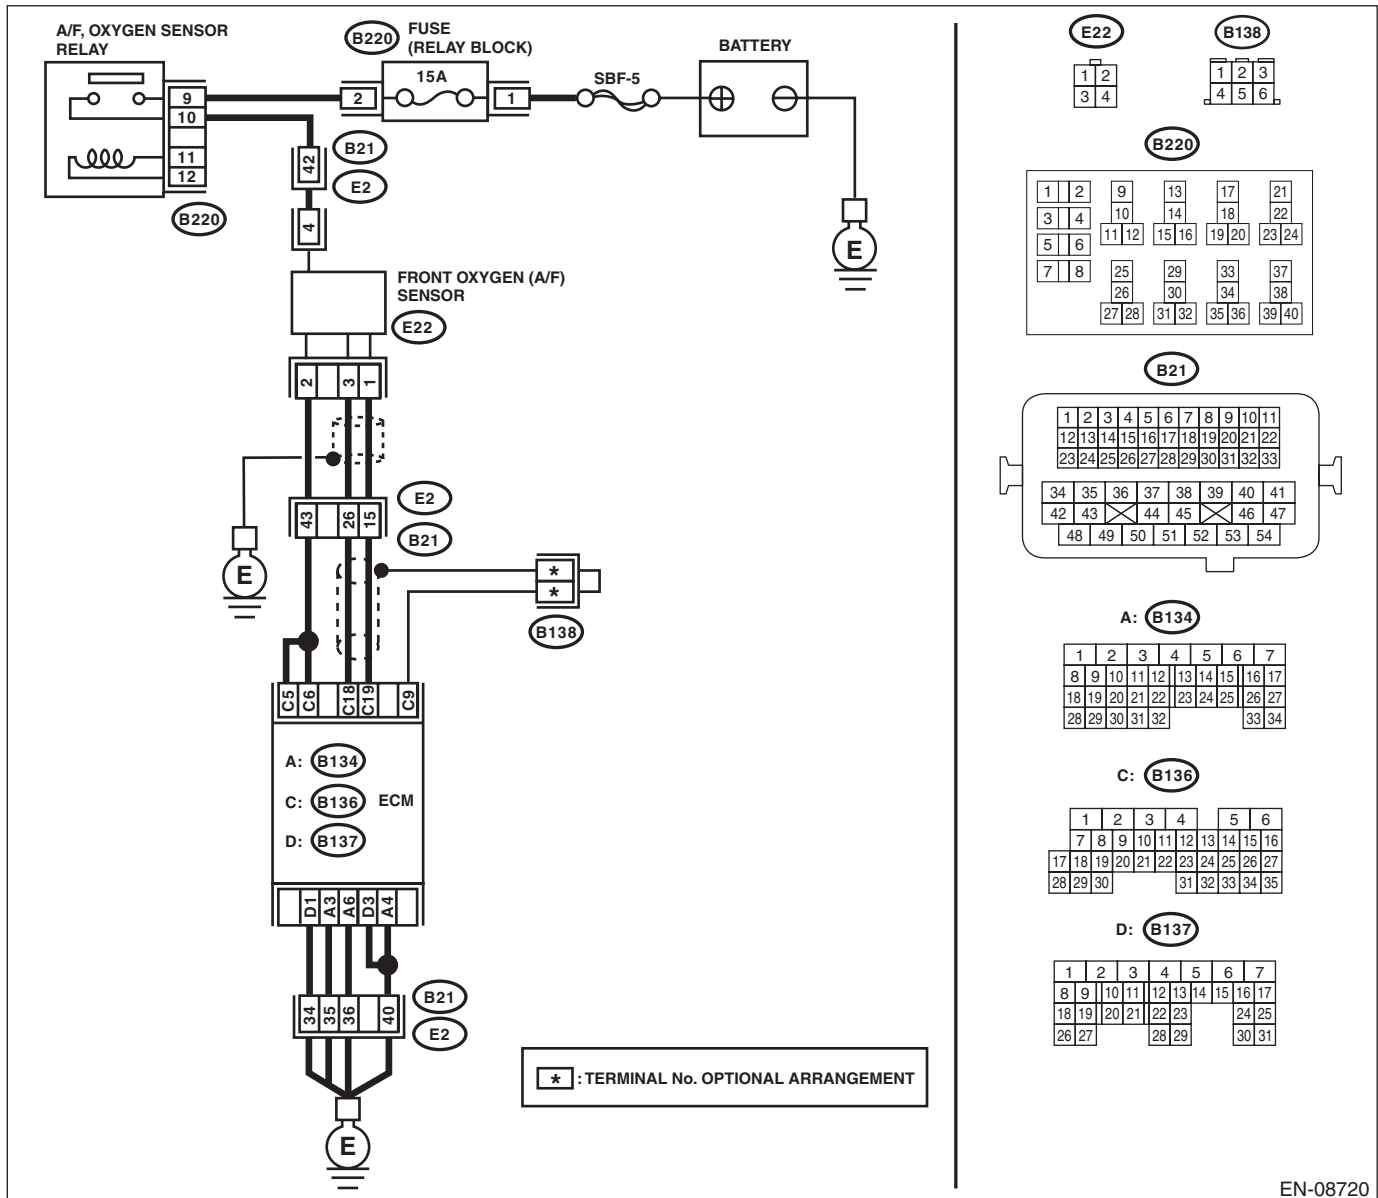 A/F, OXYGEN SENSOR
RELAY
9
10
11
12
B220
B220
FUSE
(RELAY BLOCK)
15A
2
1
SBF-5
BATTERY
E
42
B21
E2
4
FRONT OXYGEN (A/F)
SENSOR
E22
2 3 1
E
43 26 15
E2
B21
*
*
B138
C5 C6 C18 C19 C9
A: B134
C: B136 ECM
D: B137
D1 A3 A6 D3 A4
34 35 36 40
B21
E2
E
* : TERMINAL No. OPTIONAL ARRANGEMENT
E22
1 2
3 4
B138
1 2 3
4 5 6
B220
1 2 9 13 17 21
3 4 10 14 18 22
5 6 11 12 15 16 19 20 23 24
7 8 25 29 33 37
26 30 34 38
27 28 31 32 35 36 39 40
B21
1 2 3 4 5 6 7 8 9 10 11
12 13 14 15 16 17 18 19 20 21 22
23 24 25 26 27 28 29 30 31 32 33
34 35 36 37 38 39 40 41
42 43 44 45 46 47
48 49 50 51 52 53 54
A: B134
1 2 3 4 5 6 7
8 9 10 11 12 13 14 15 16 17
18 19 20 21 22 23 24 25 26 27
28 29 30 31 32 33 34
C: B136
1 2 3 4 5 6
7 8 9 10 11 12 13 14 15 16
17 18 19 20 21 22 23 24 25 26 27
28 29 30 31 32 33 34 35
D: B137
1 2 3 4 5 6 7
8 9 10 11 12 13 14 15 16 17
18 19 20 21 22 23 24 25
26 27 28 29 30 31
EN-08720